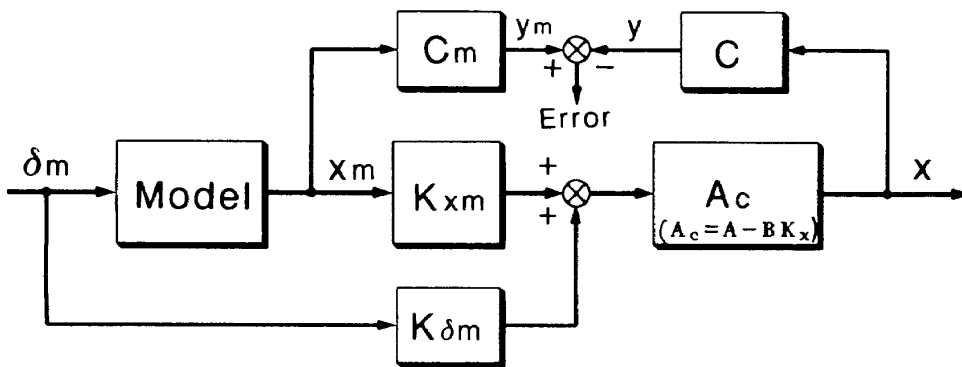 Cm
ym
+
−
y
C
Error
δm
Model
xm
Kxm
+
+
Ac
(Ac=A−BKx)
x
Kδm